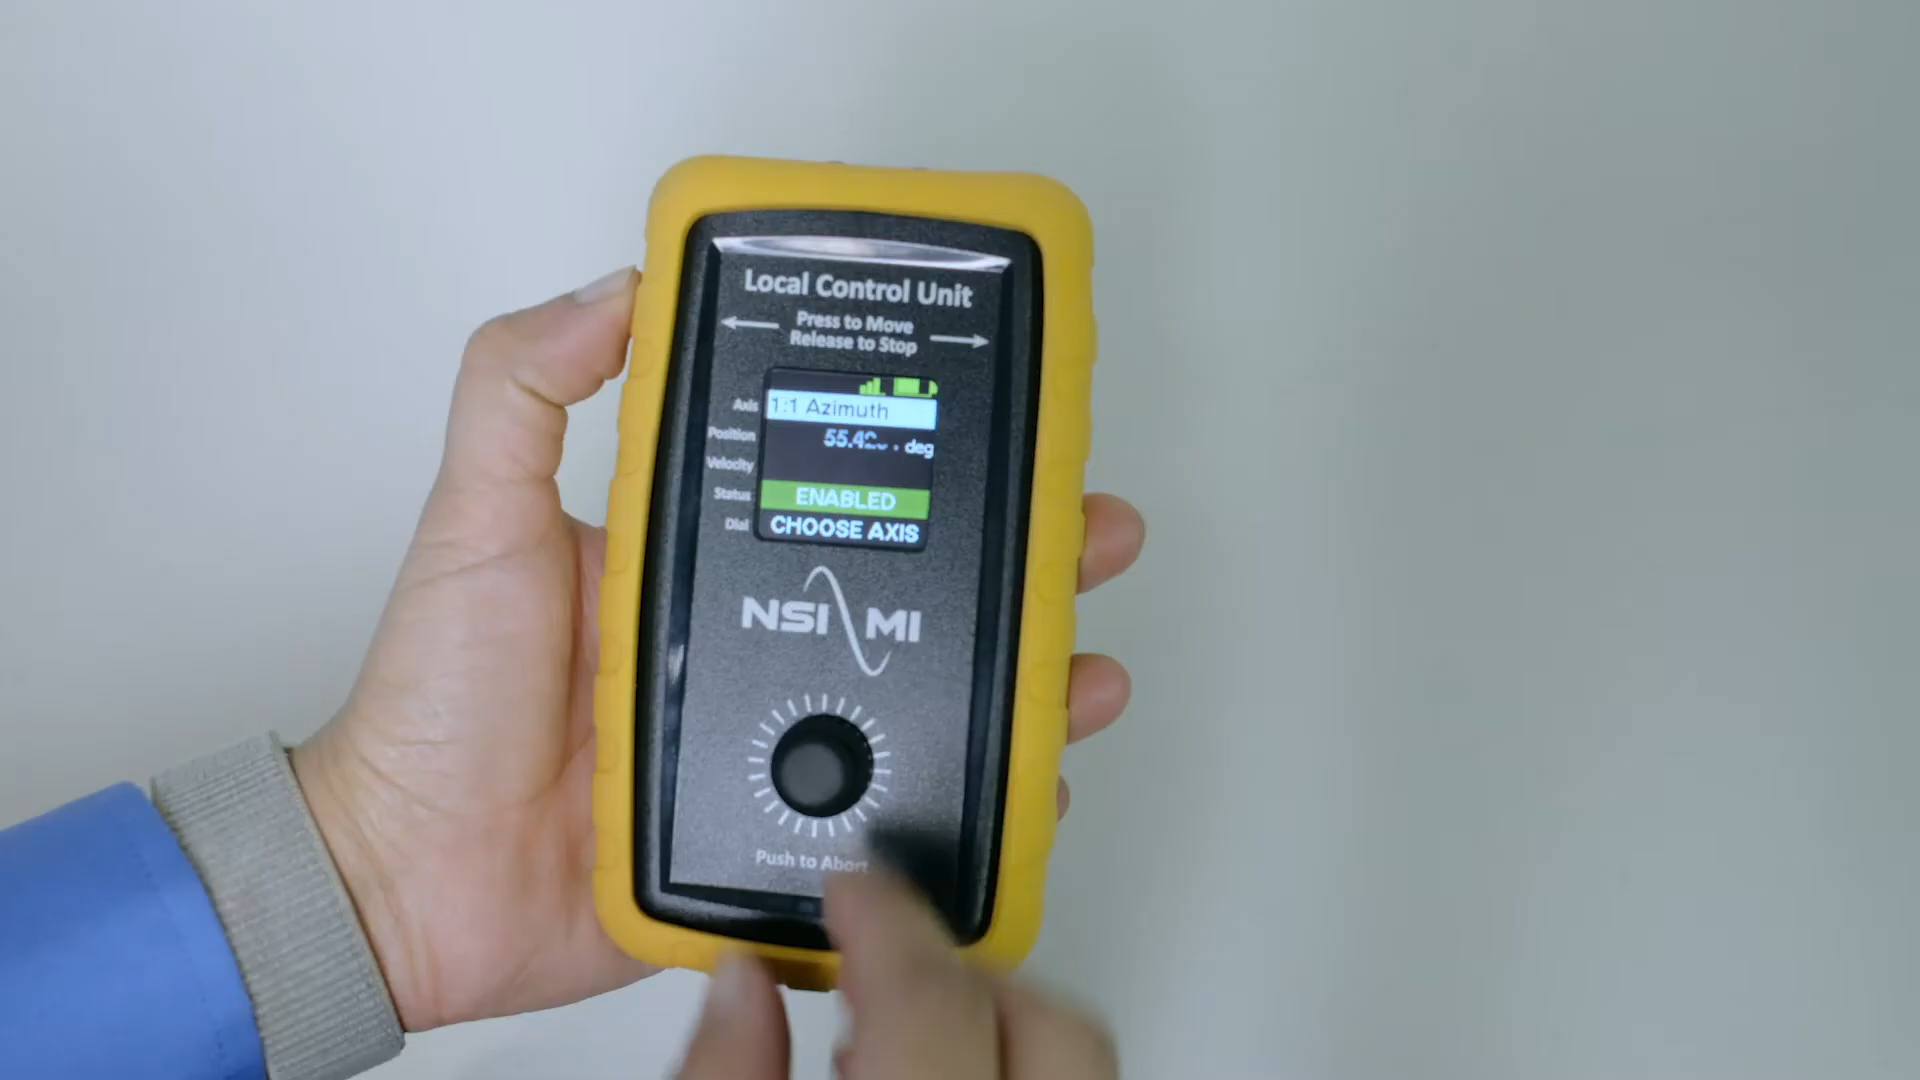 Local Control Unit
Press to Move
Release to Stop
Axis 1:1 Azimuth
Position deg
Velocity
Status ENABLED
Dial CHOOSE AXIS
NSI MI
Push to Abort